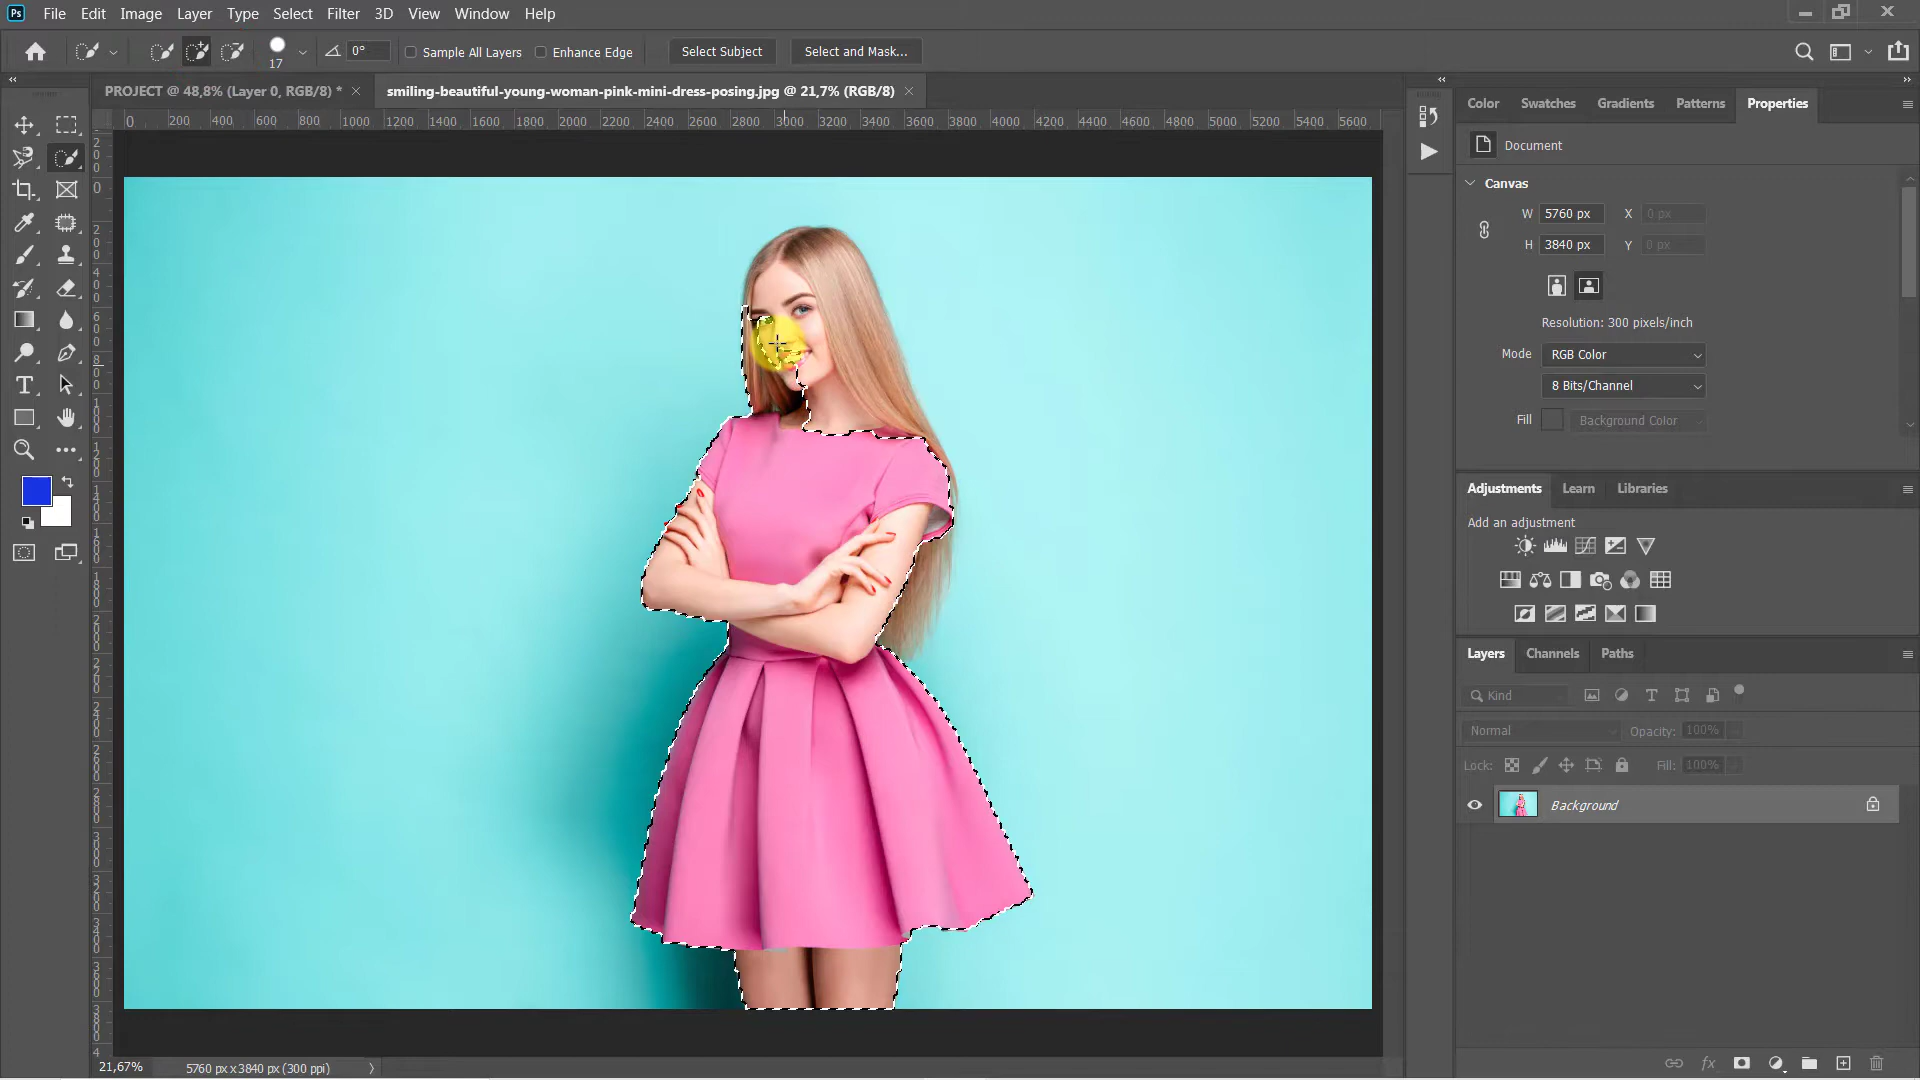 Ps File Edit Image Layer Type Select Filter 3D View Window Help
17 0° Sample All Layers Enhance Edge Select Subject Select and Mask...
PROJECT @ 48,8% (Layer 0, RGB/8) * smiling-beautiful-young-woman-pink-mini-dress-posing.jpg @ 21,7% (RGB/8)
0 200 400 600 800 1000 1200 1400 1600 1800 2000 2200 2400 2600 2800 3000 3200 3400 3600 3800 4000 4200 4400 4600 4800 5000 5200 5400 5600
Color Swatches Gradients Patterns Properties
Document
Canvas
W 5760 px X 0 px
H 3840 px Y 0 px
Resolution: 300 pixels/inch
Mode RGB Color
8 Bits/Channel
Fill Background Color
Adjustments Learn Libraries
Add an adjustment
Layers Channels Paths
Kind
Normal Opacity: 100%
Lock: Fill: 100%
Background
21,67% 5760 px x 3840 px (300 ppi)